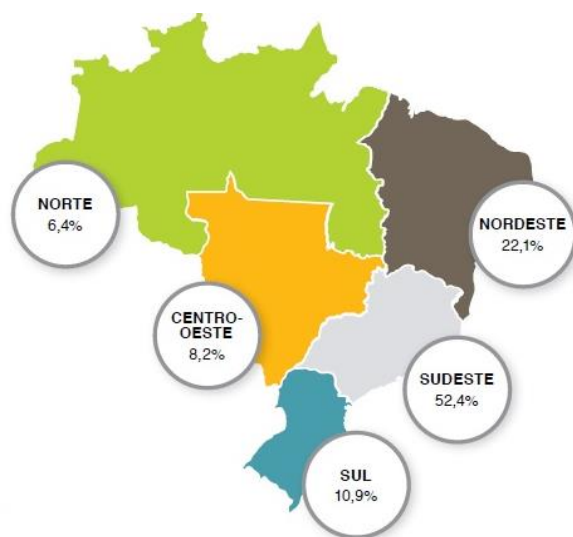 NORTE
6,4%
NORDESTE
22,1%
CENTRO-
OESTE
8,2%
SUDESTE
52,4%
SUL
10,9%